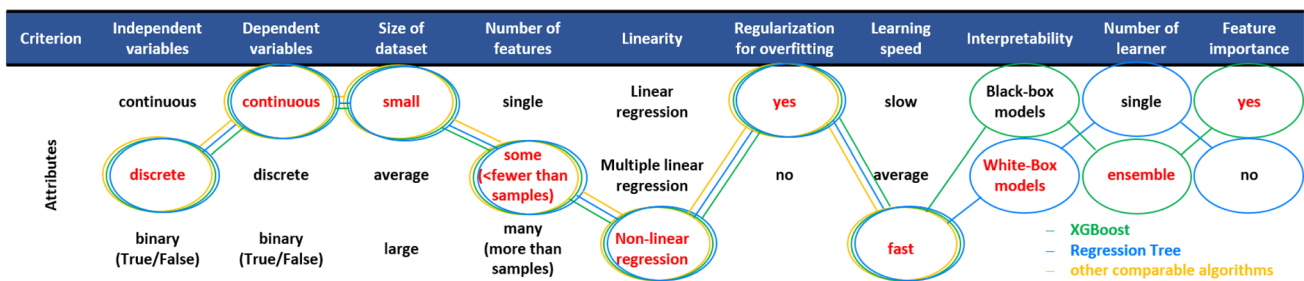 Criterion
Independent
variables
Dependent
variables
Size of
dataset
Number of
features
Linearity
Regularization
for overfitting
Learning
speed
Interpretability
Number of
learner
Feature
importance
Attributes
continuous
continuous
small
single
Linear
regression
yes
slow
Black-box
models
single
yes
discrete
discrete
average
some
(<fewer than
samples)
Multiple linear
regression
no
average
White-Box
models
ensemble
no
binary
(True/False)
binary
(True/False)
large
many
(more than
samples)
Non-linear
regression
fast
XGBoost
Regression Tree
other comparable algorithms